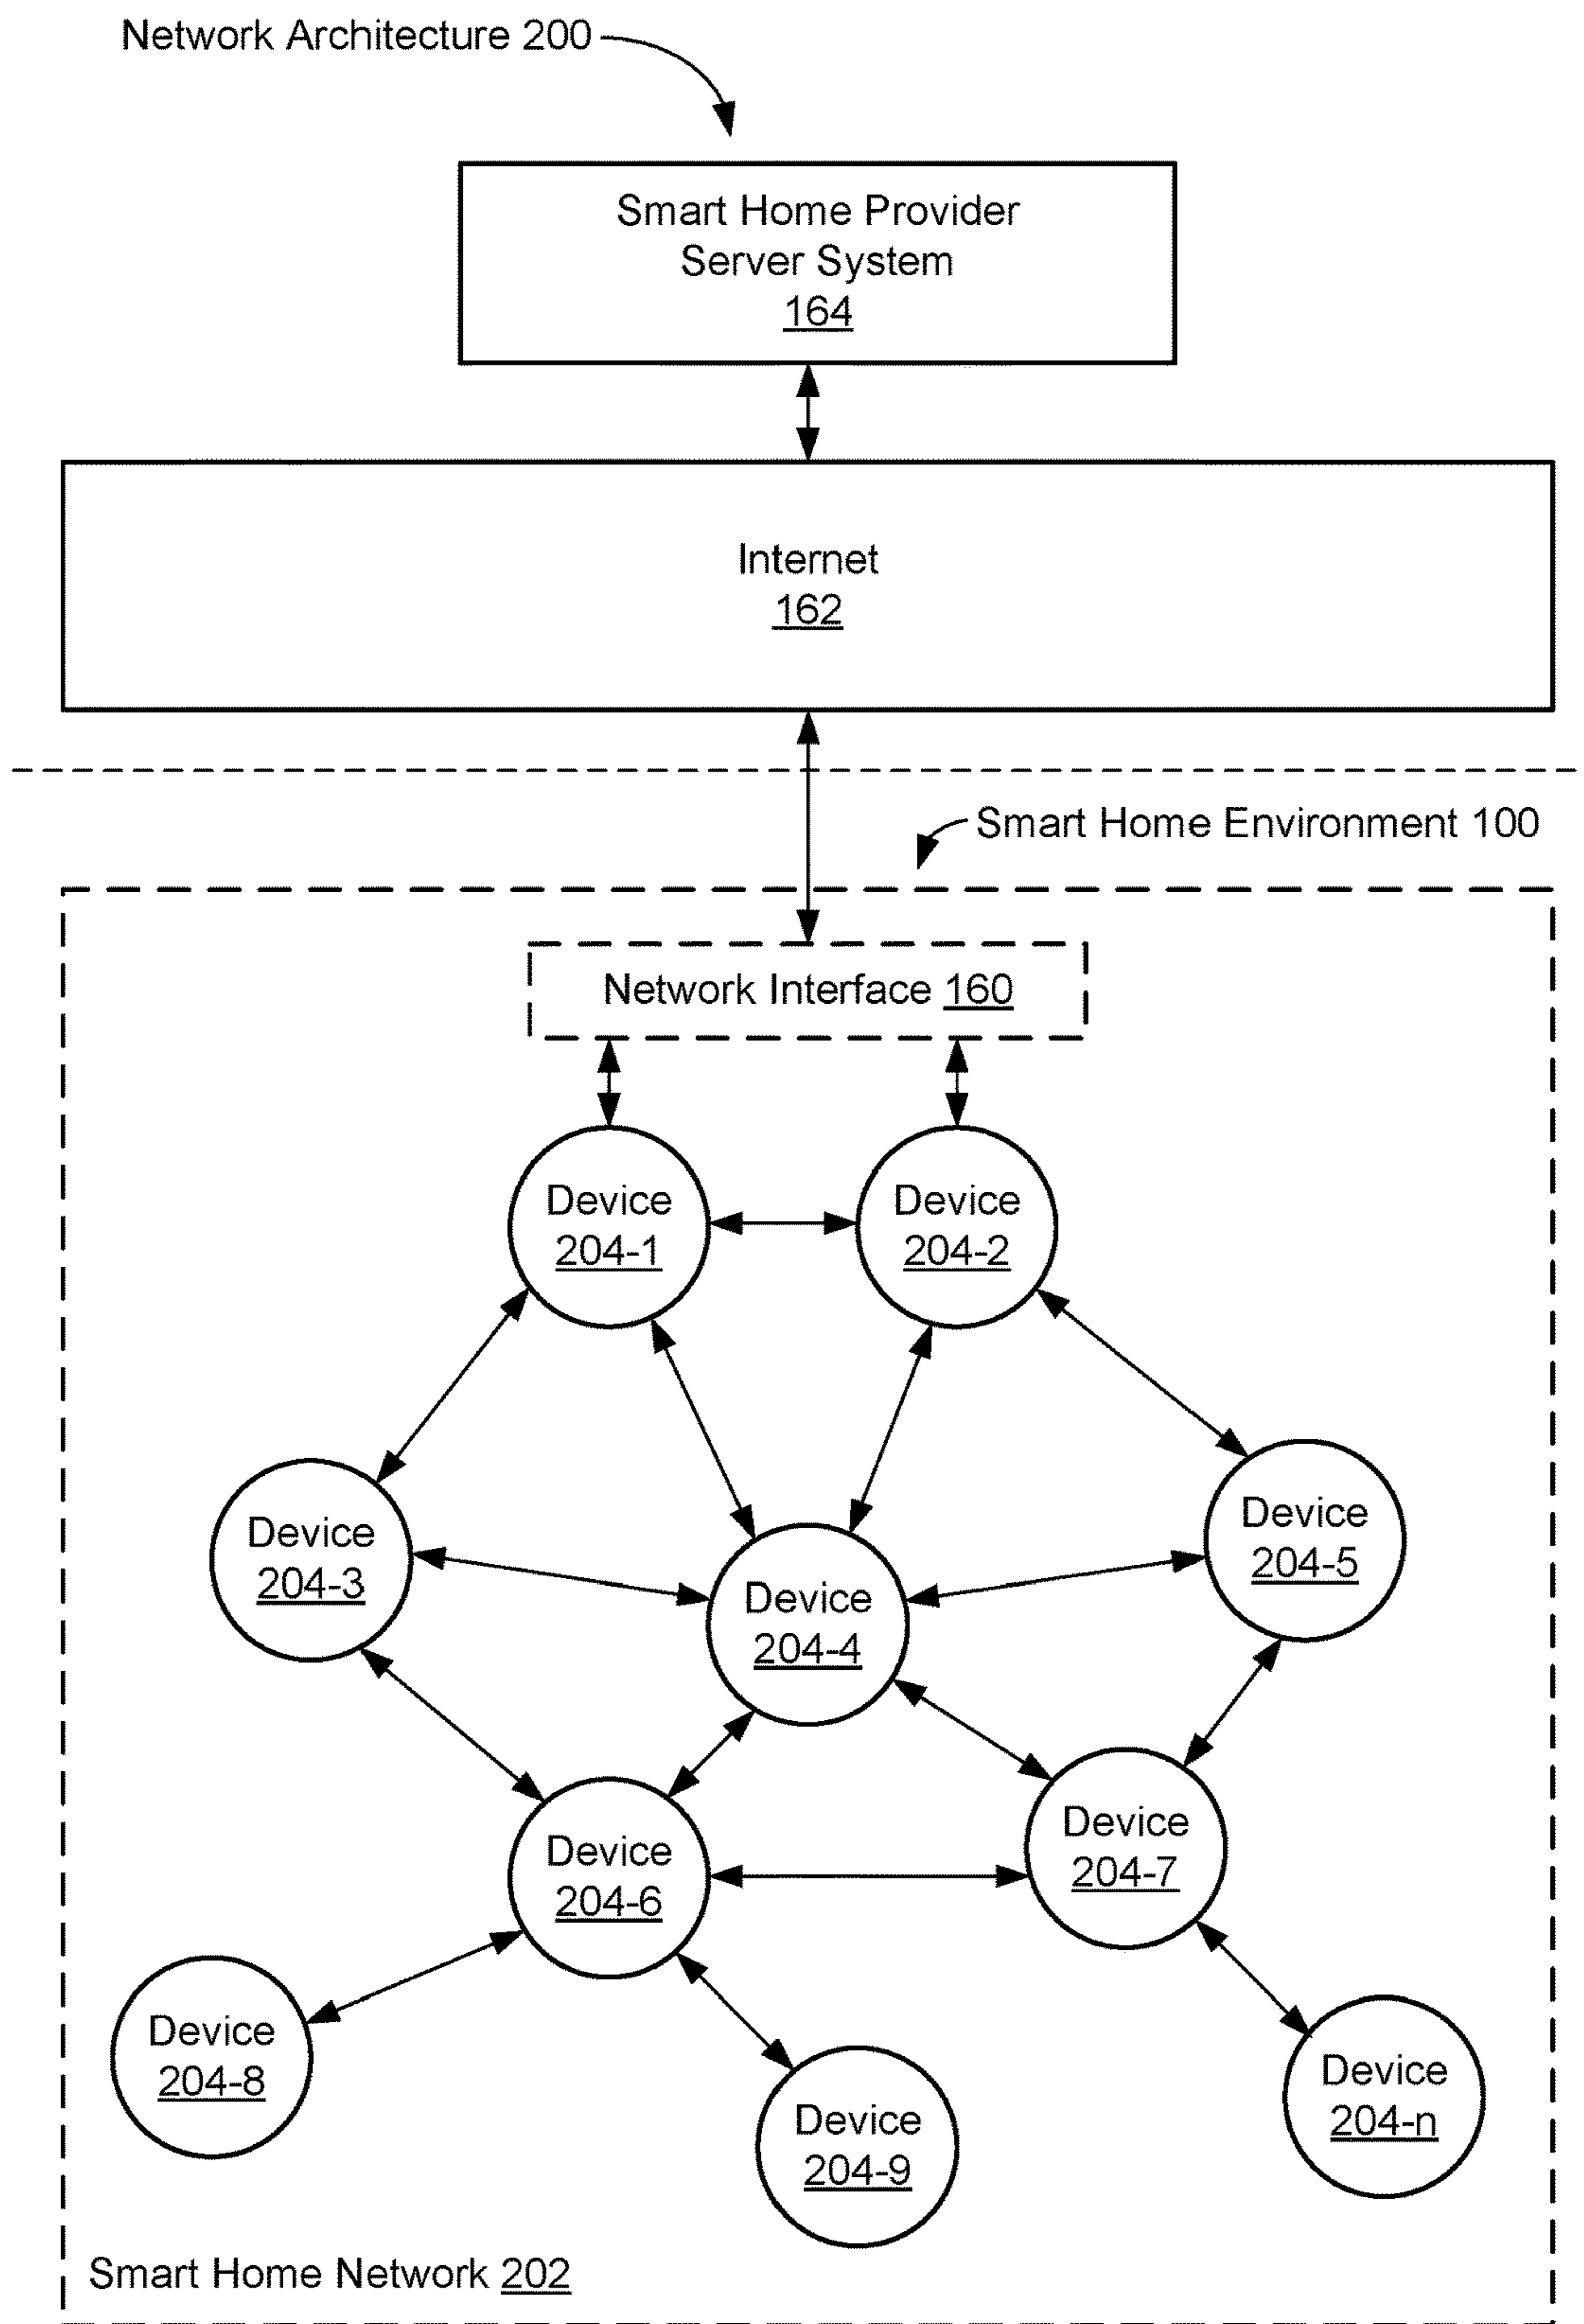 Network Architecture 200
Smart Home Provider
Server System
164
Internet
162
Smart Home Environment 100
Network Interface 160
Device
204-1
Device
204-2
Device
204-3
Device
204-4
Device
204-5
Device
204-6
Device
204-7
Device
204-8
Device
204-9
Device
204-n
Smart Home Network 202